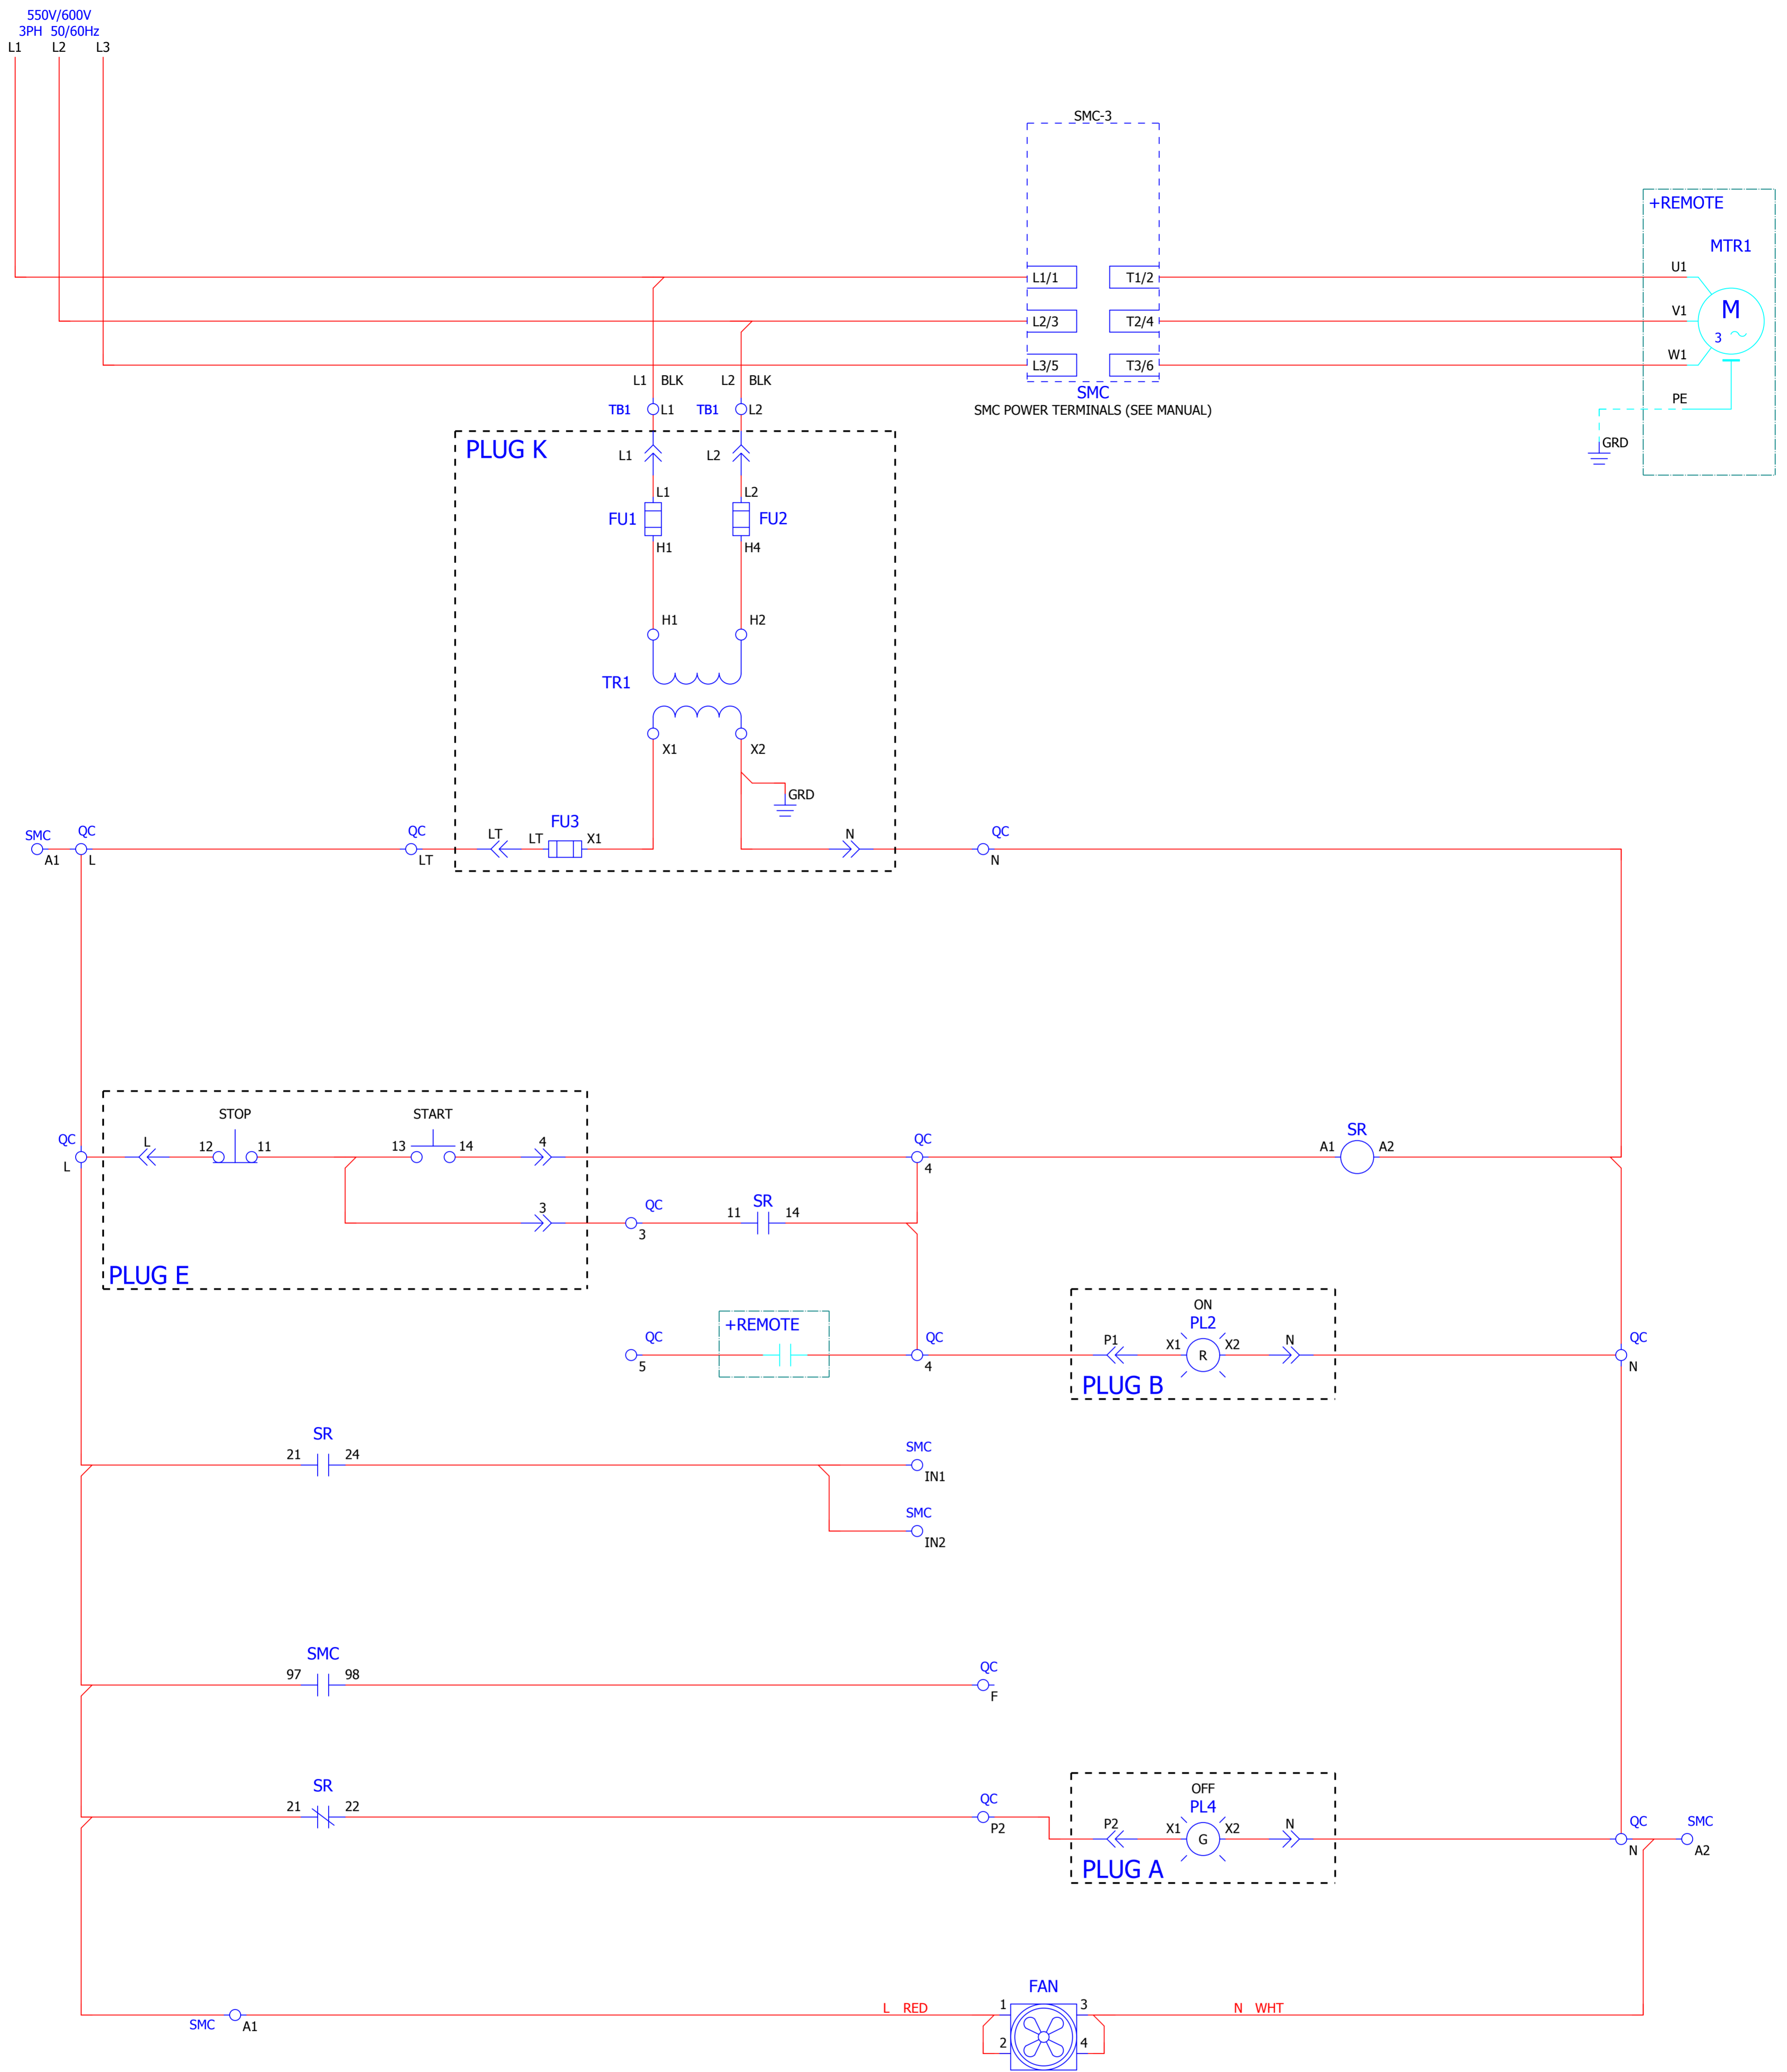 550V/600V
3PH 50/60Hz
L1 L2 L3
SMC-3
+REMOTE
MTR1
L1/1 T1/2 U1
L2/3 T2/4 V1 M
3
L3/5 T3/6 W1
L1 BLK L2 BLK
SMC
SMC POWER TERMINALS (SEE MANUAL)
PE
GRD
TB1 L1 TB1 L2
PLUG K
L1 L2
L1 L2
FU1 FU2
H1 H4
H1 H2
TR1
X1 X2
GRD
FU3
SMC QC QC LT LT X1 N QC
A1 L LT N
STOP START
QC L 12 11 13 14 4 QC SR
A1 A2
L 4
3 QC 11 SR 14
3
PLUG E
ON
+REMOTE PL2
QC QC P1 X1 R X2 N QC
5 4 N
PLUG B
SR SMC
21 24
IN1
SMC
IN2
SMC QC
97 98
F
SR OFF
21 22 QC PL4
P2 P2 X1 G X2 N QC SMC
N A2
PLUG A
FAN
L RED 1 3 N WHT
SMC A1
2 4